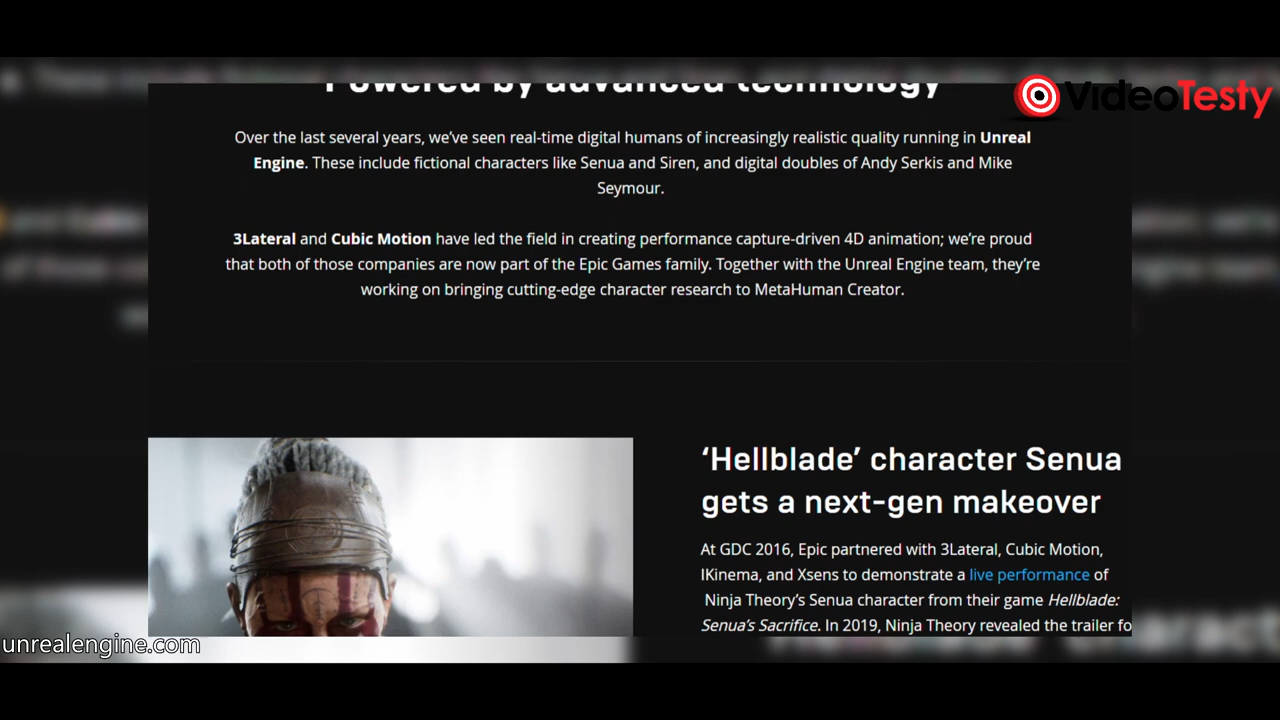 Powered by advanced technology
VideoTesty
Over the last several years, we've seen real-time digital humans of increasingly realistic quality running in Unreal
Engine. These include fictional characters like Senua and Siren, and digital doubles of Andy Serkis and Mike
Seymour.
3Lateral and Cubic Motion have led the field in creating performance capture-driven 4D animation; we're proud
that both of those companies are now part of the Epic Games family. Together with the Unreal Engine team, they're
working on bringing cutting-edge character research to MetaHuman Creator.
‘Hellblade’ character Senua
gets a next-gen makeover
At GDC 2016, Epic partnered with 3Lateral, Cubic Motion,
IKinema, and Xsens to demonstrate a live performance of
Ninja Theory's Senua character from their game Hellblade:
Senua's Sacrifice. In 2019, Ninja Theory revealed the trailer fo
unrealengine.com